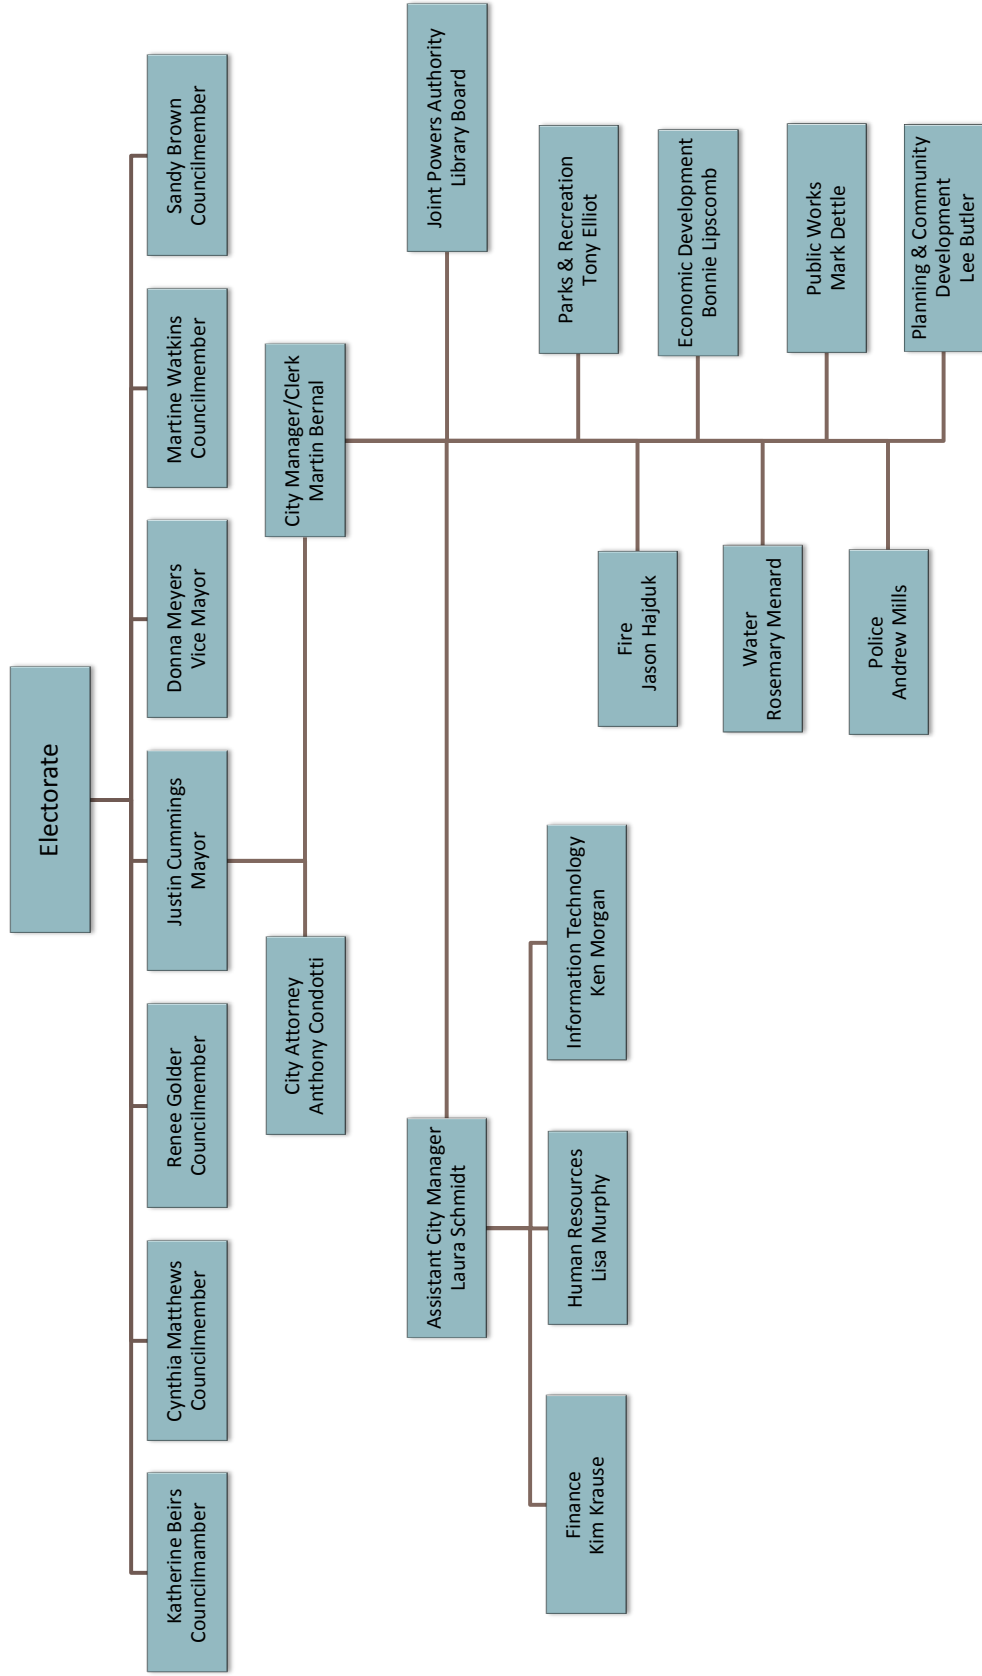 Electorate
Katherine Beirs
Councilmamber
Cynthia Matthews
Councilmember
Renee Golder
Councilmember
Justin Cummings
Mayor
Donna Meyers
Vice Mayor
Martine Watkins
Councilmember
Sandy Brown
Councilmember
City Attorney
Anthony Condotti
City Manager/Clerk
Martin Bernal
Assistant City Manager
Laura Schmidt
Joint Powers Authority
Library Board
Finance
Kim Krause
Human Resources
Lisa Murphy
Information Technology
Ken Morgan
Parks & Recreation
Tony Elliot
Fire
Jason Hajduk
Economic Development
Bonnie Lipscomb
Water
Rosemary Menard
Public Works
Mark Dettle
Police
Andrew Mills
Planning & Community
Development
Lee Butler